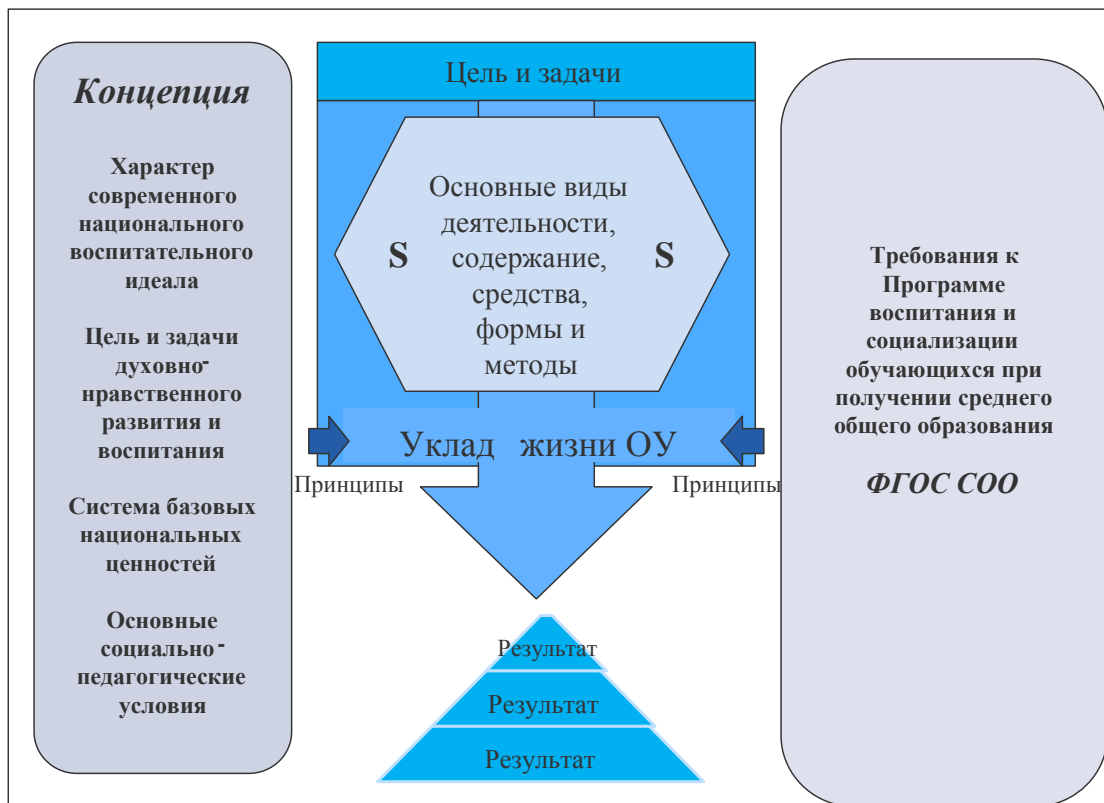 Концепция
Характер
современного
национального
воспитательного
идеала
Цель и задачи
духовно-
нравственного
развития и
воспитания
Система базовых
национальных
ценностей
Основные
социально-
педагогические
условия
Цель и задачи
Основные виды
деятельности,
S содержание, S
средства,
формы и
методы
Уклад жизни ОУ
Принципы Принципы
Результат
Результат
Результат
Требования к
Программе
воспитания и
социализации
обучающихся при
получении среднего
общего образования
ФГОС СОО